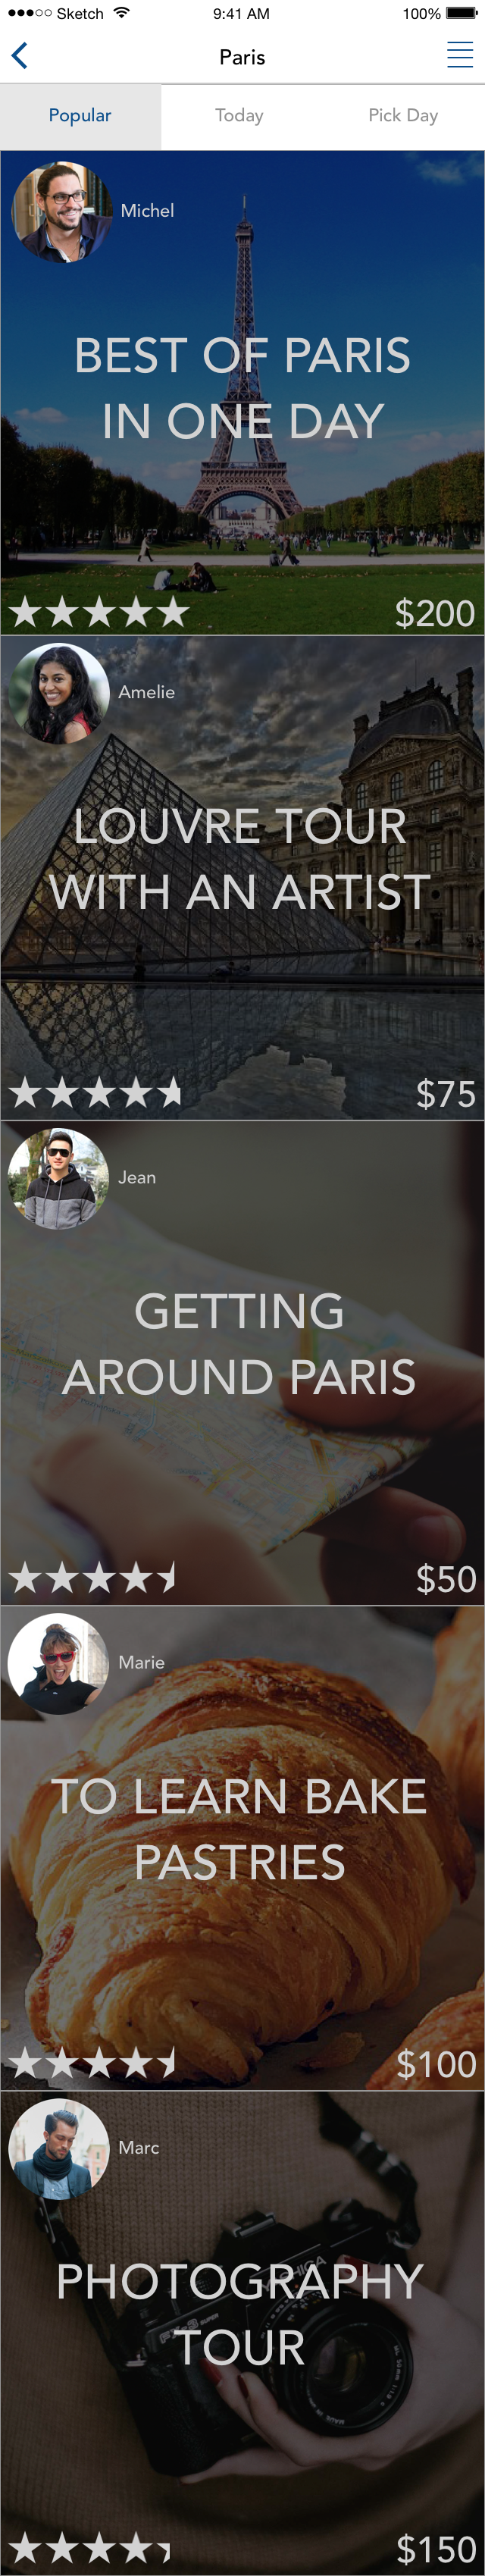 Sketch 9:41 AM 100%
Paris
Popular Today Pick Day
Michel
BEST OF PARIS
IN ONE DAY
$200
Amelie
LOUVRE TOUR
WITH AN ARTIST
$75
Jean
GETTING
AROUND PARIS
$50
Marie
TO LEARN BAKE
PASTRIES
$100
Marc
YASHICA
PHOTOGRAPHY
TOUR
$150